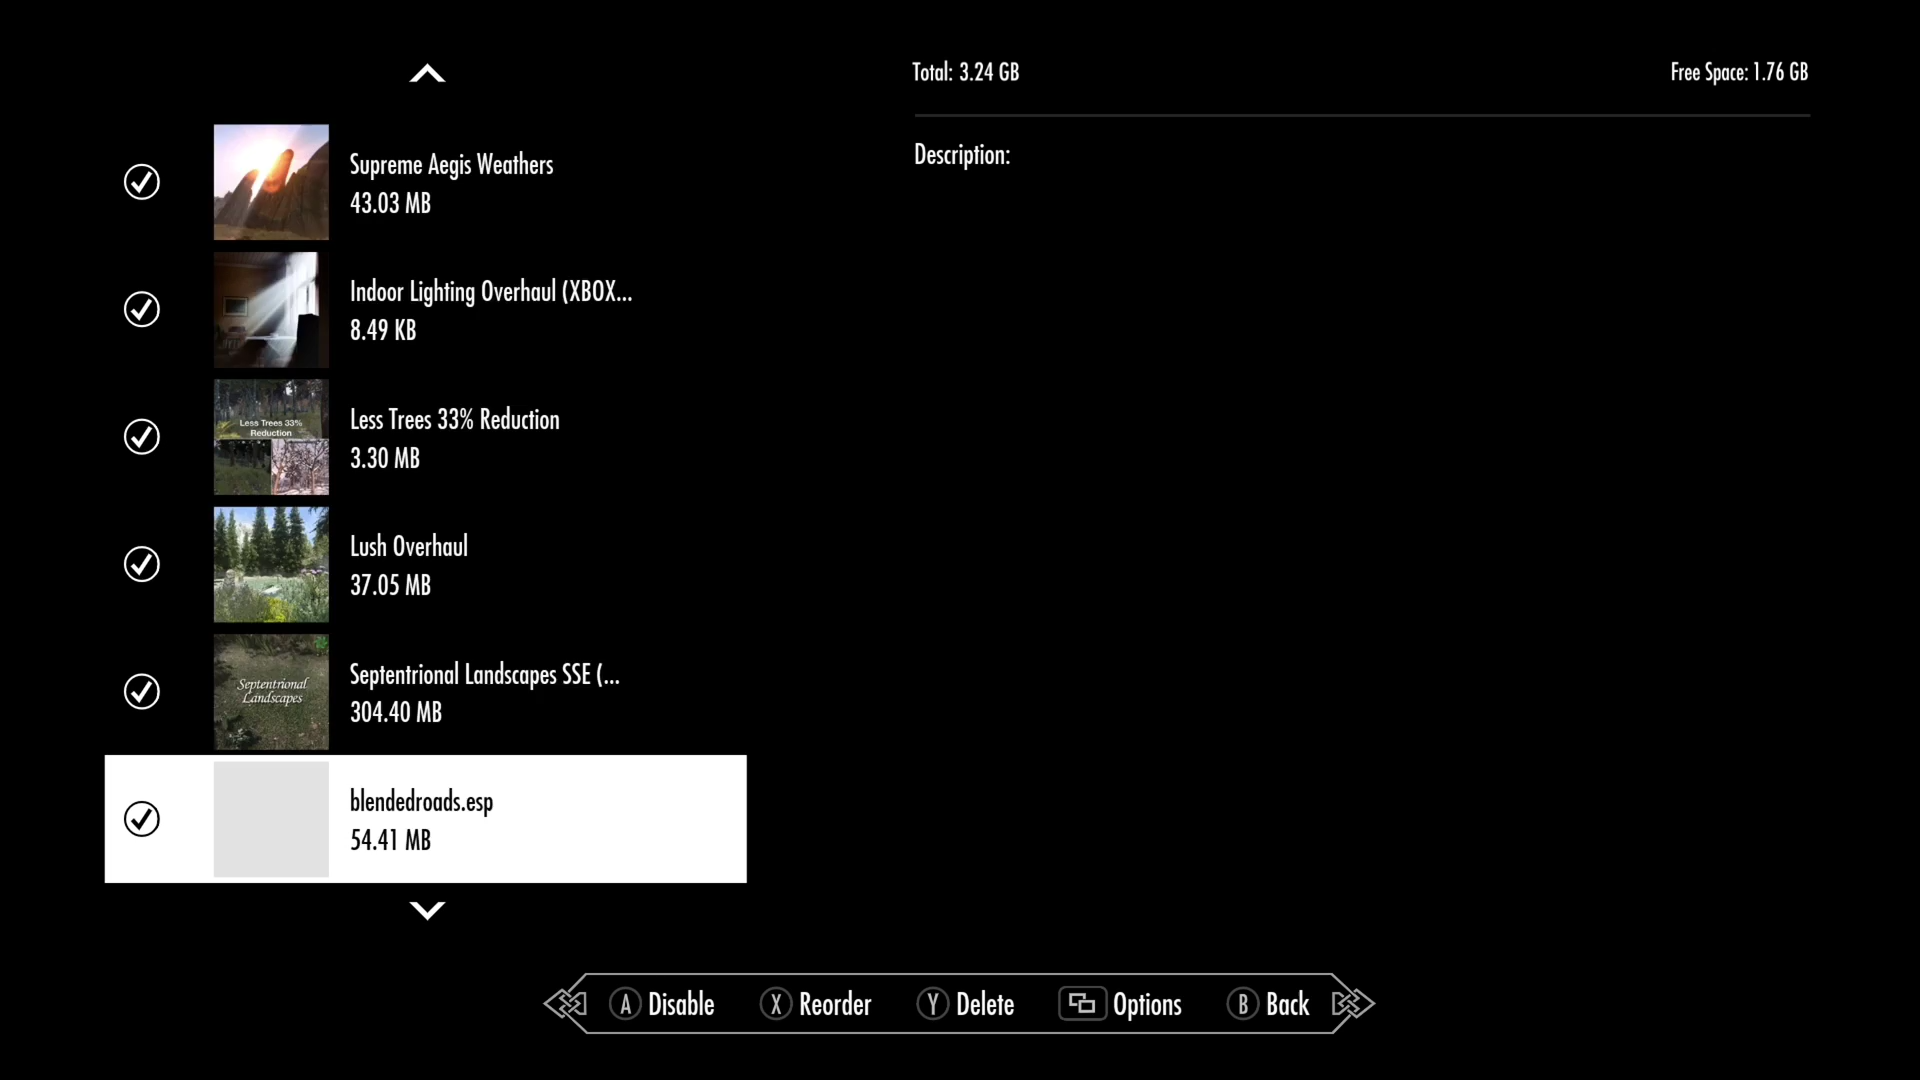 Total: 3.24 GB
Free Space: 1.76 GB
Description:
Supreme Aegis Weathers
43.03 MB
Indoor Lighting Overhaul (XBOX...
8.49 KB
Less Trees 33%
Reduction
Less Trees 33% Reduction
3.30 MB
Lush Overhaul
37.05 MB
Septentrional
Landscapes
Septentrional Landscapes SSE (...
304.40 MB
blendedroads.esp
54.41 MB
A Disable X Reorder Y Delete Options B Back